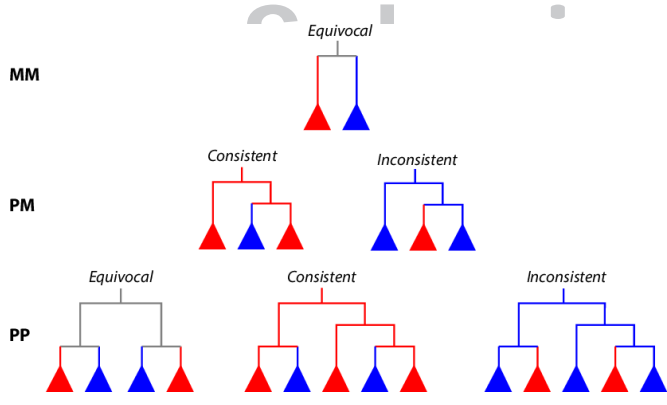 Equivocal
MM
Consistent Inconsistent
PM
Equivocal Consistent Inconsistent
PP